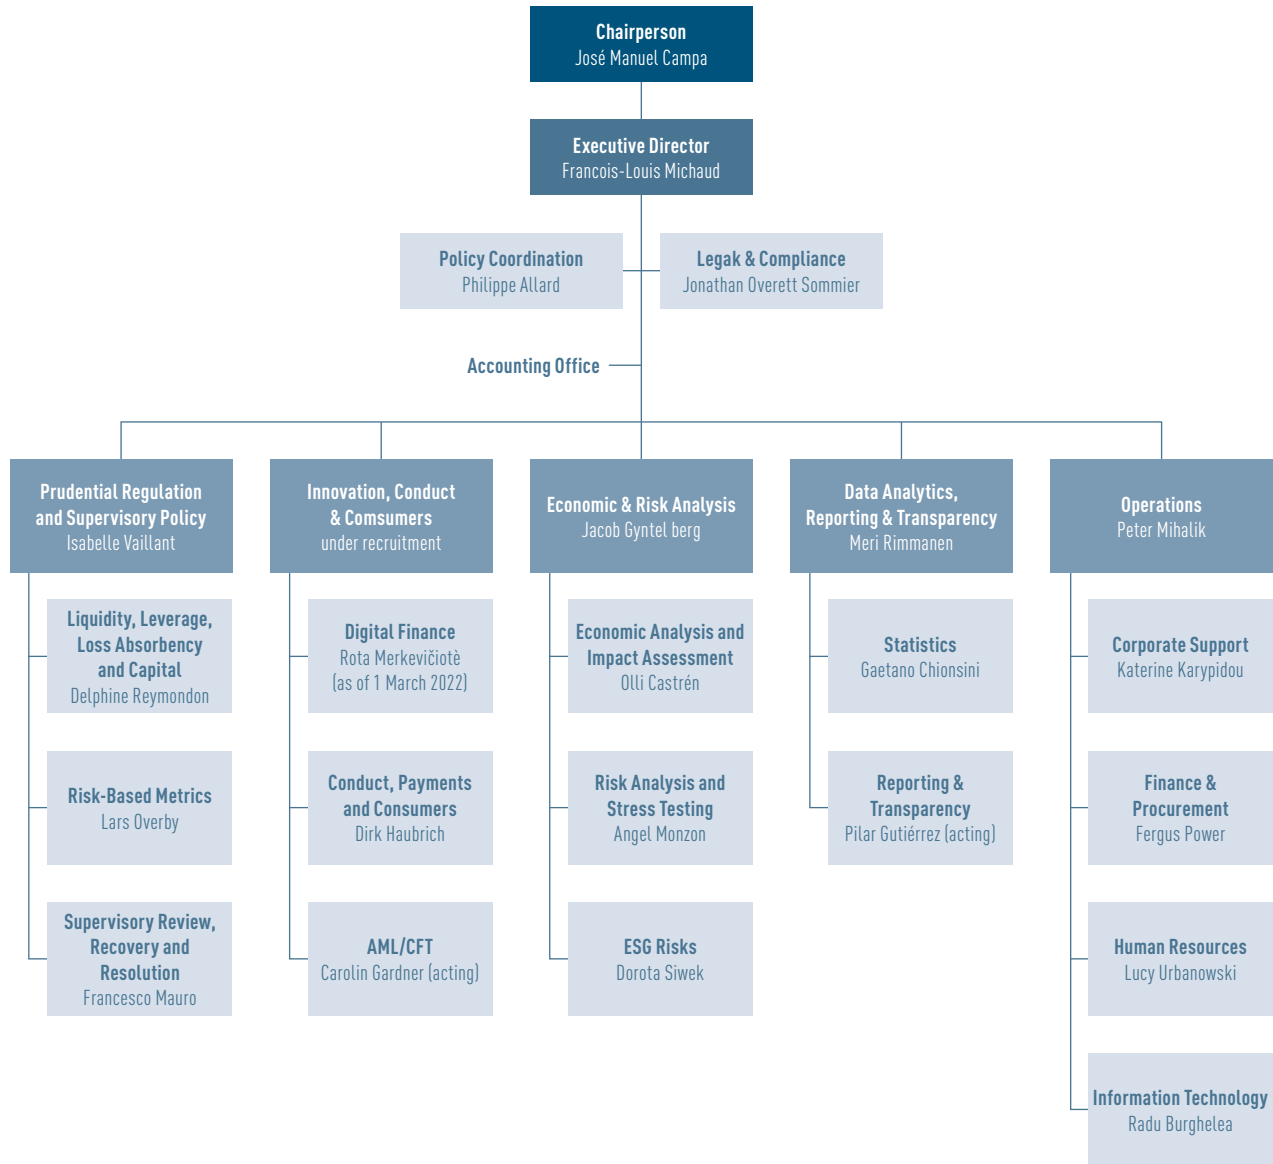 Chairperson
José Manuel Campa
Executive Director
Francois-Louis Michaud
Policy Coordination
Philippe Allard
Legak & Compliance
Jonathan Overett Sommier
Accounting Office
Prudential Regulation
and Supervisory Policy
Isabelle Vaillant
Innovation, Conduct
& Comsumers
under recruitment
Economic & Risk Analysis
Jacob Gyntel berg
Data Analytics,
Reporting & Transparency
Meri Rimmanen
Operations
Peter Mihalik
Liquidity, Leverage,
Loss Absorbency
and Capital
Delphine Reymondon
Risk-Based Metrics
Lars Overby
Supervisory Review,
Recovery and
Resolution
Francesco Mauro
Digital Finance
Rota Merkevičiotè
(as of 1 March 2022)
Conduct, Payments
and Consumers
Dirk Haubrich
AML/CFT
Carolin Gardner (acting)
Economic Analysis and
Impact Assessment
Olli Castrén
Risk Analysis and
Stress Testing
Angel Monzon
ESG Risks
Dorota Siwek
Statistics
Gaetano Chionsini
Reporting &
Transparency
Pilar Gutiérrez (acting)
Corporate Support
Katerine Karypidou
Finance &
Procurement
Fergus Power
Human Resources
Lucy Urbanowski
Information Technology
Radu Burghelea